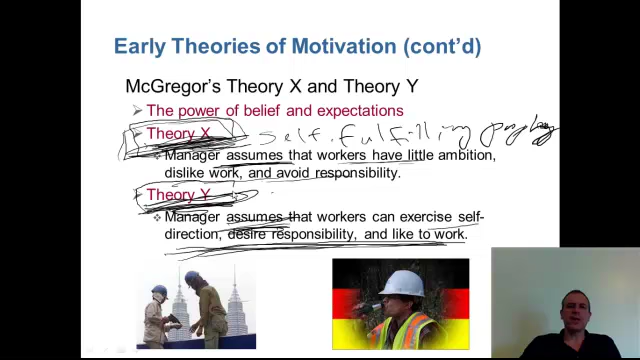 Early Theories of Motivation (cont'd)
McGregor's Theory X and Theory Y
The power of belief and expectations
Theory X self-fulfilling
Manager assumes that workers have little ambition,
dislike work, and avoid responsibility.
Theory Y
Manager assumes that workers can exercise self-
direction, desire responsibility, and like to work.